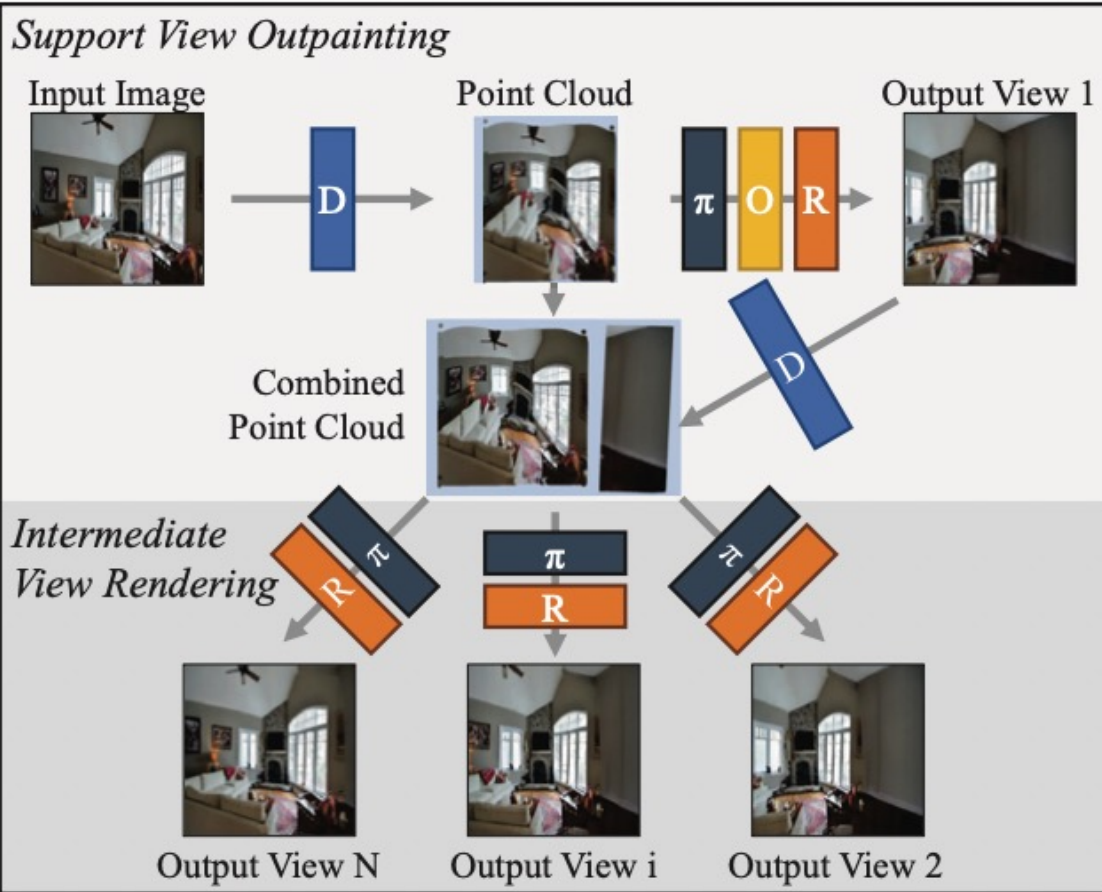 Support View Outpainting
Input Image
Point Cloud
Output View 1
D
π
O
R
D
Combined
Point Cloud
Intermediate
View Rendering
π
R
π
R
π
R
Output View N
Output View i
Output View 2